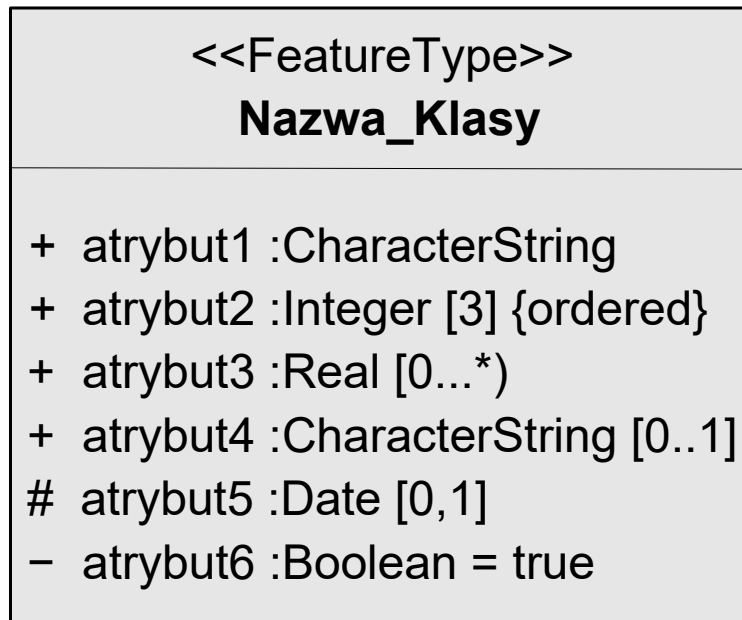 <<FeatureType>>
Nazwa_Klasy
+ atrybut1 :CharacterString
+ atrybut2 :Integer [3] {ordered}
+ atrybut3 :Real [0...*)
+ atrybut4 :CharacterString [0..1]
# atrybut5 :Date [0,1]
− atrybut6 :Boolean = true